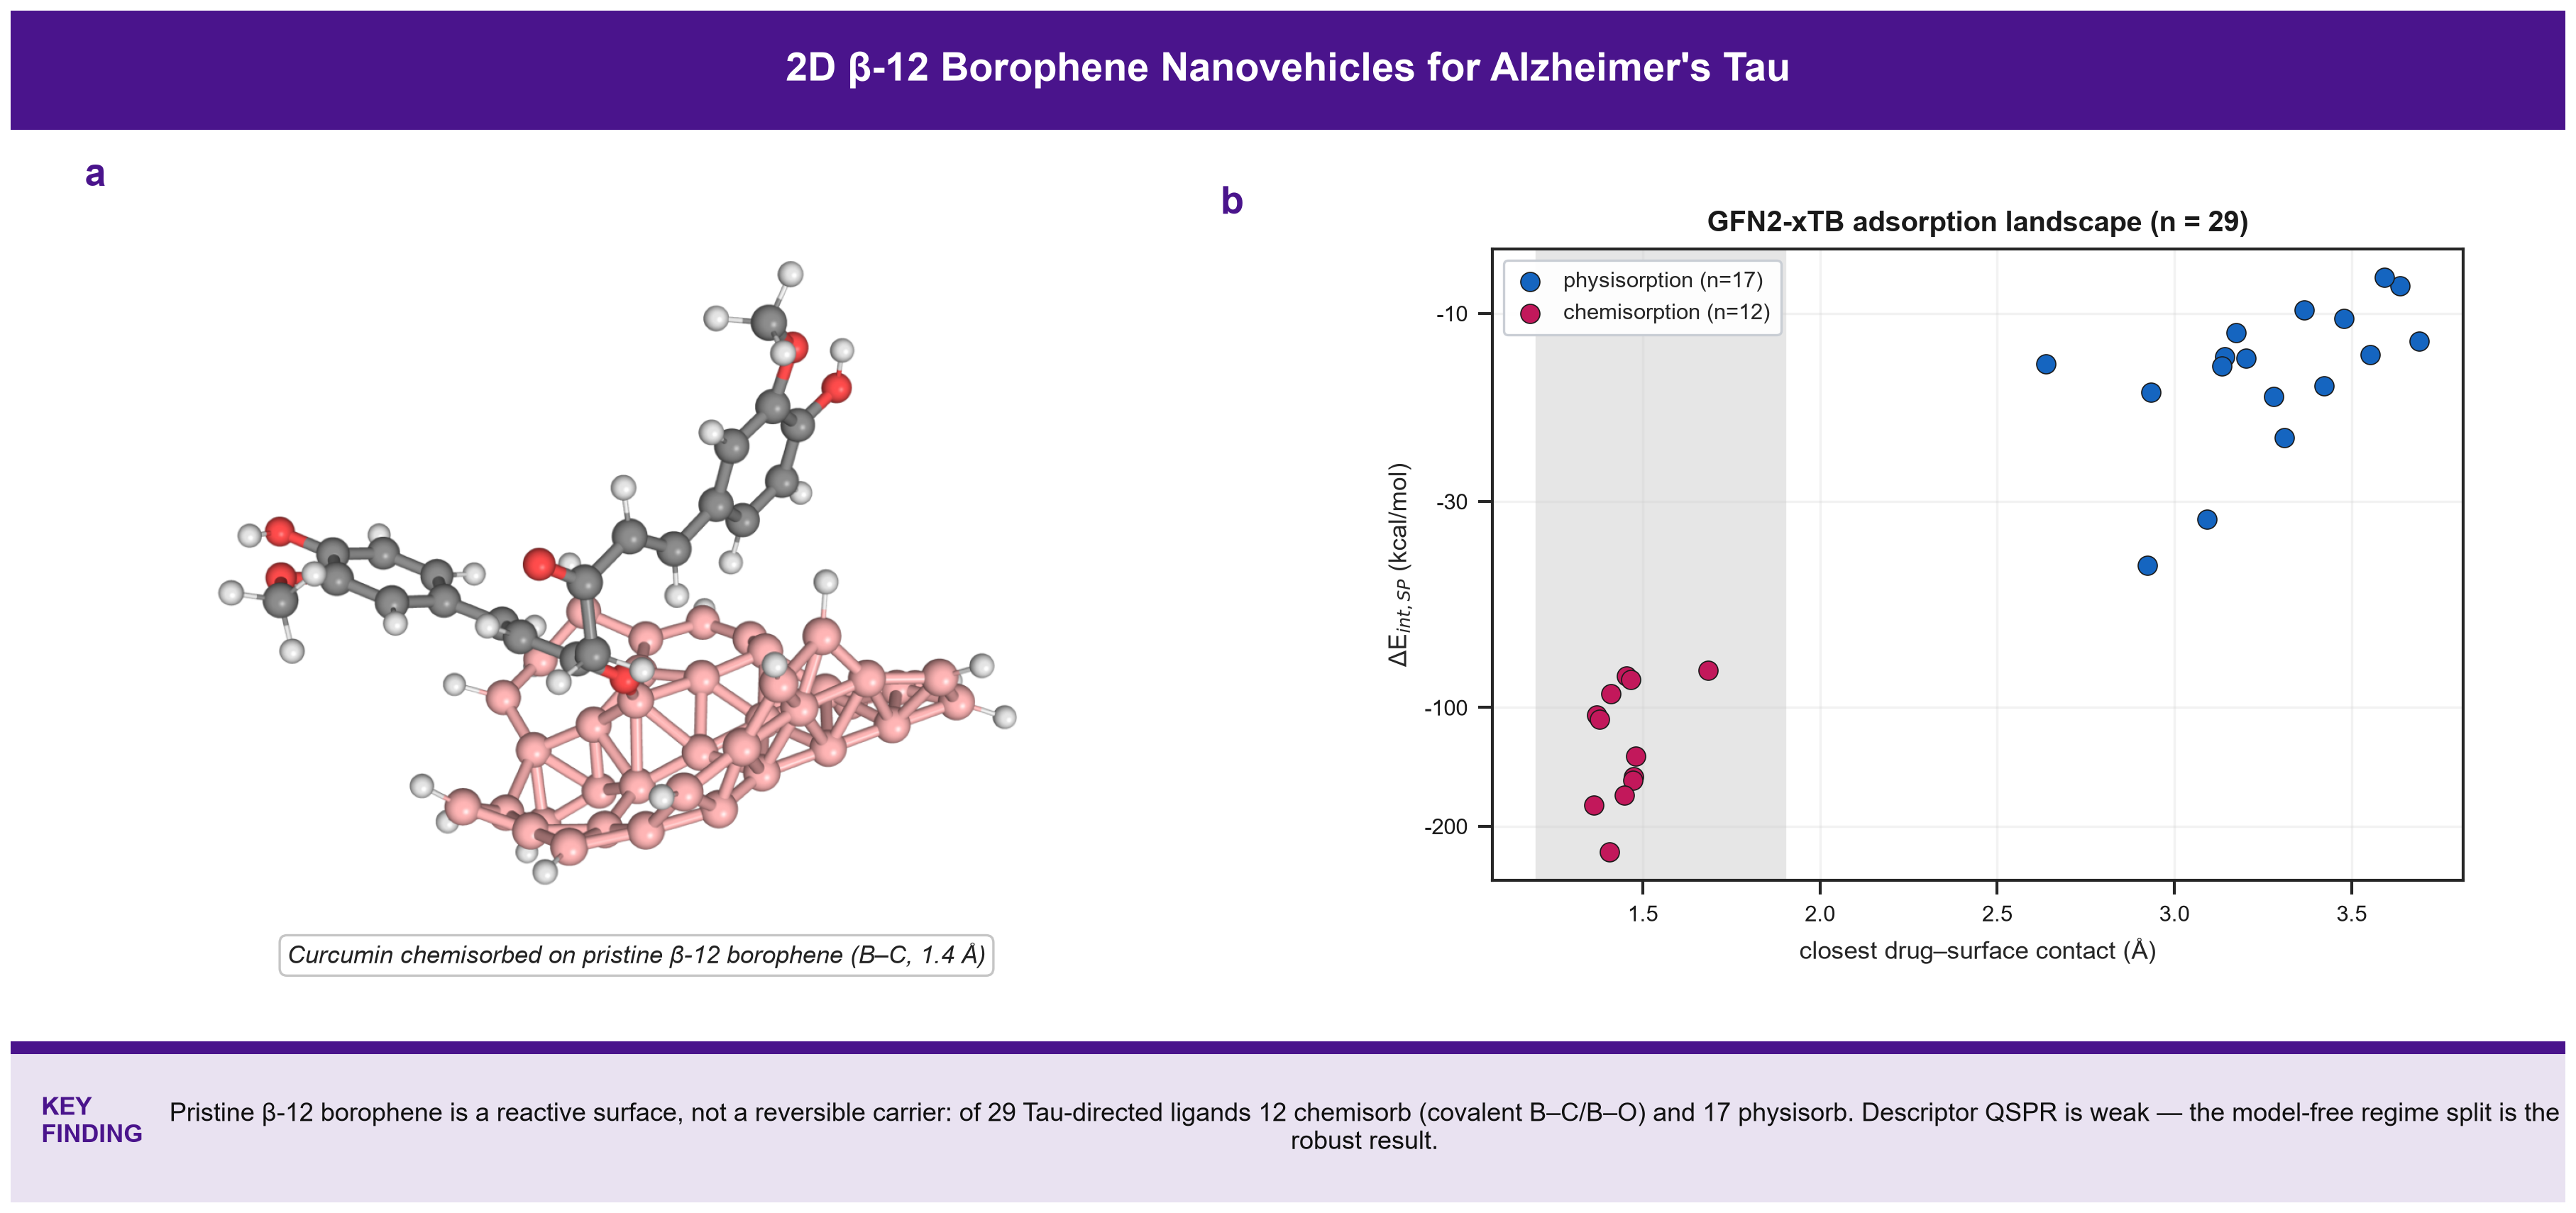 2D β-12 Borophene Nanovehicles for Alzheimer's Tau
a
Curcumin chemisorbed on pristine β-12 borophene (B–C, 1.4 Å)
b
GFN2-xTB adsorption landscape (n = 29)
physisorption (n=17)
chemisorption (n=12)
ΔE_int,SP (kcal/mol)
-10
-30
-100
-200
1.5 2.0 2.5 3.0 3.5
closest drug–surface contact (Å)
KEY
FINDING
Pristine β-12 borophene is a reactive surface, not a reversible carrier: of 29 Tau-directed ligands 12 chemisorb (covalent B–C/B–O) and 17 physisorb. Descriptor QSPR is weak — the model-free regime split is the
robust result.